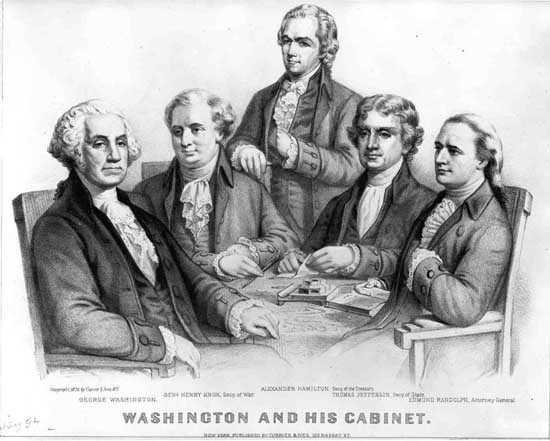 Copyright, 1876, by Currier & Ives, N.Y.
GEORGE WASHINGTON.
GEN. HENRY KNOX, Secy. of War.
ALEXANDER HAMILTON, Secy. of the Treasury.
THOMAS JEFFERSON, Secy. of State.
EDMUND RANDOLPH, Attorney General.
WASHINGTON AND HIS CABINET.
NEW YORK, PUBLISHED BY CURRIER & IVES, 125 NASSAU ST.